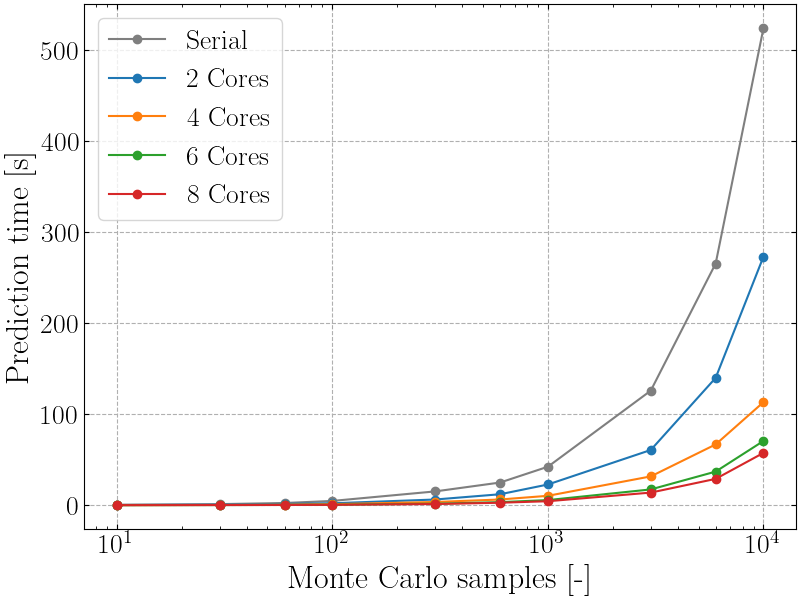 Serial
2 Cores
4 Cores
6 Cores
8 Cores
500
400
300
200
100
0
Prediction time [s]
10¹ 10² 10³ 10⁴
Monte Carlo samples [-]